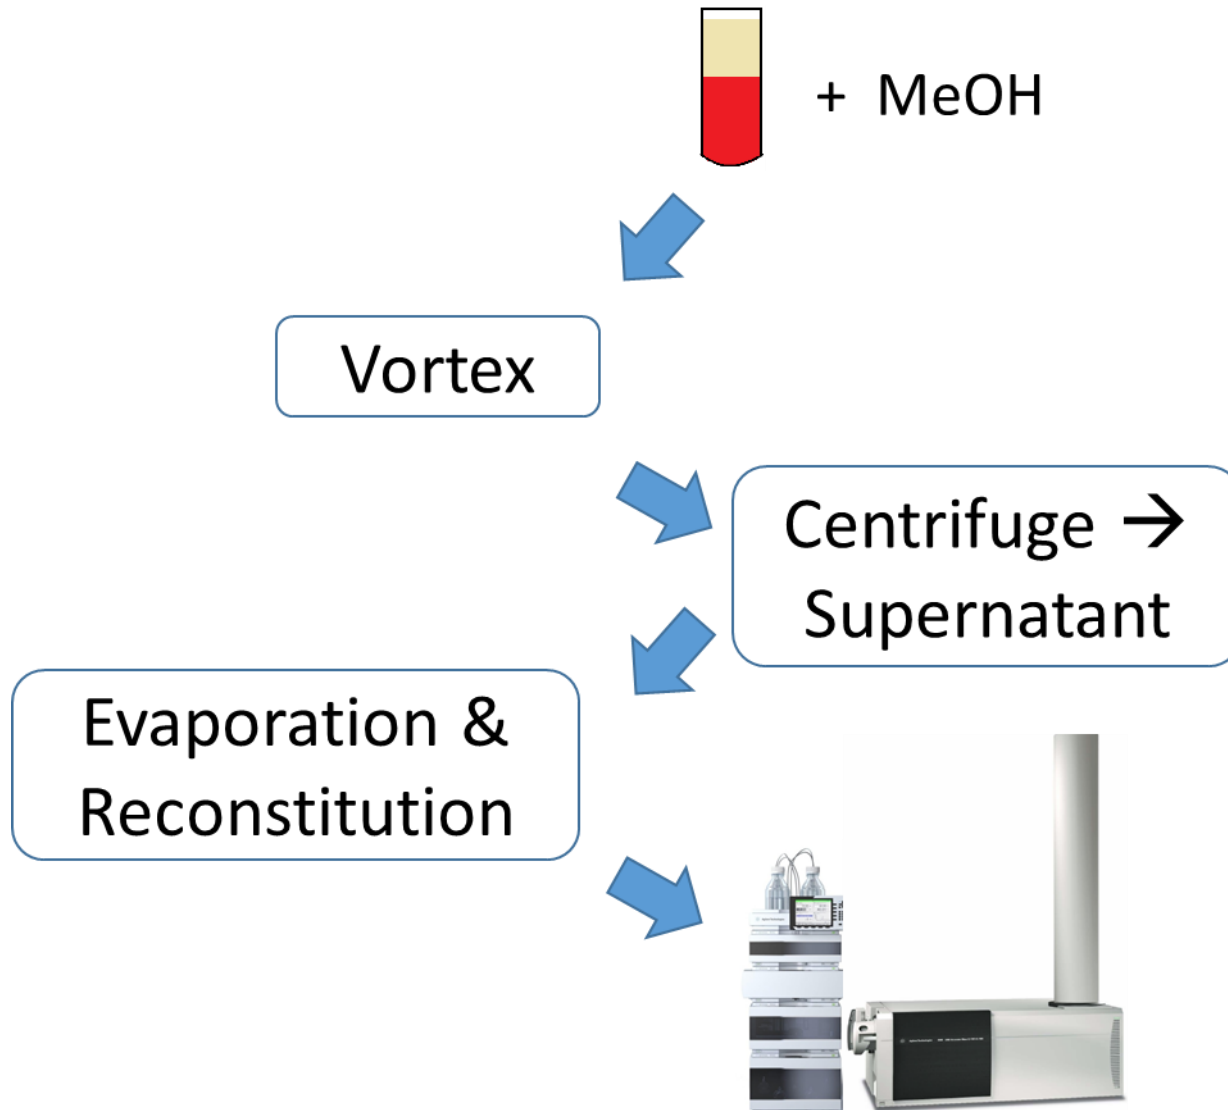 + MeOH
Vortex
Centrifuge →
Supernatant
Evaporation &
Reconstitution